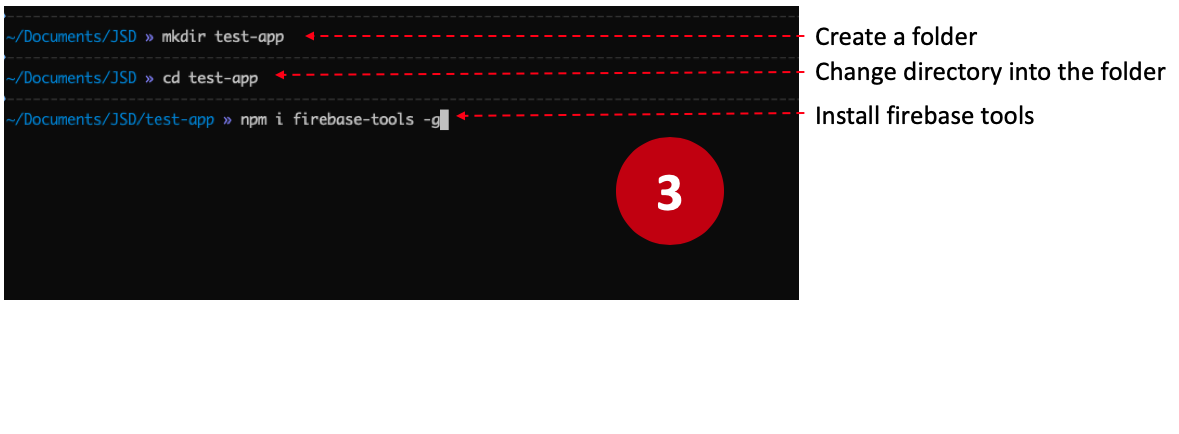 ~/Documents/JSD » mkdir test-app
Create a folder
~/Documents/JSD » cd test-app
Change directory into the folder
~/Documents/JSD/test-app » npm i firebase-tools -g
Install firebase tools
3